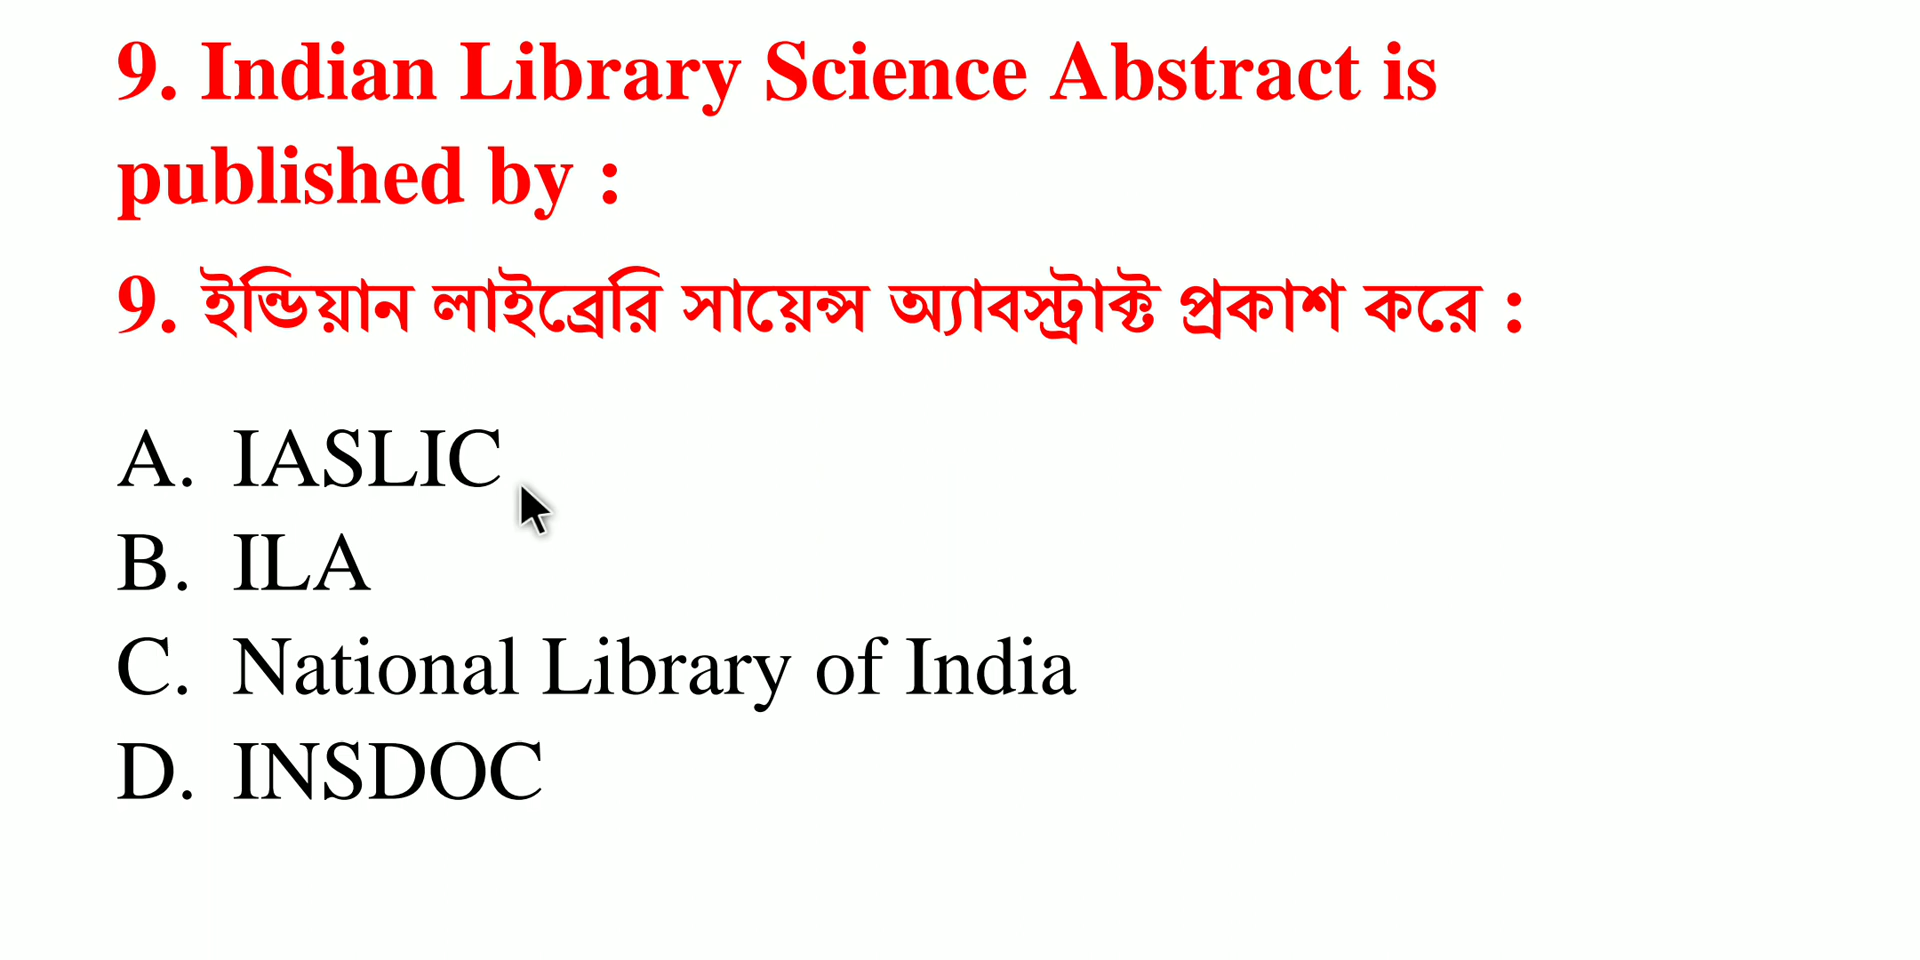 9. Indian Library Science Abstract is
published by :
9. ইন্ডিয়ান লাইব্রেরি সায়েন্স অ্যাবস্ট্রাক্ট প্রকাশ করে :
A. IASLIC
B. ILA
C. National Library of India
D. INSDOC